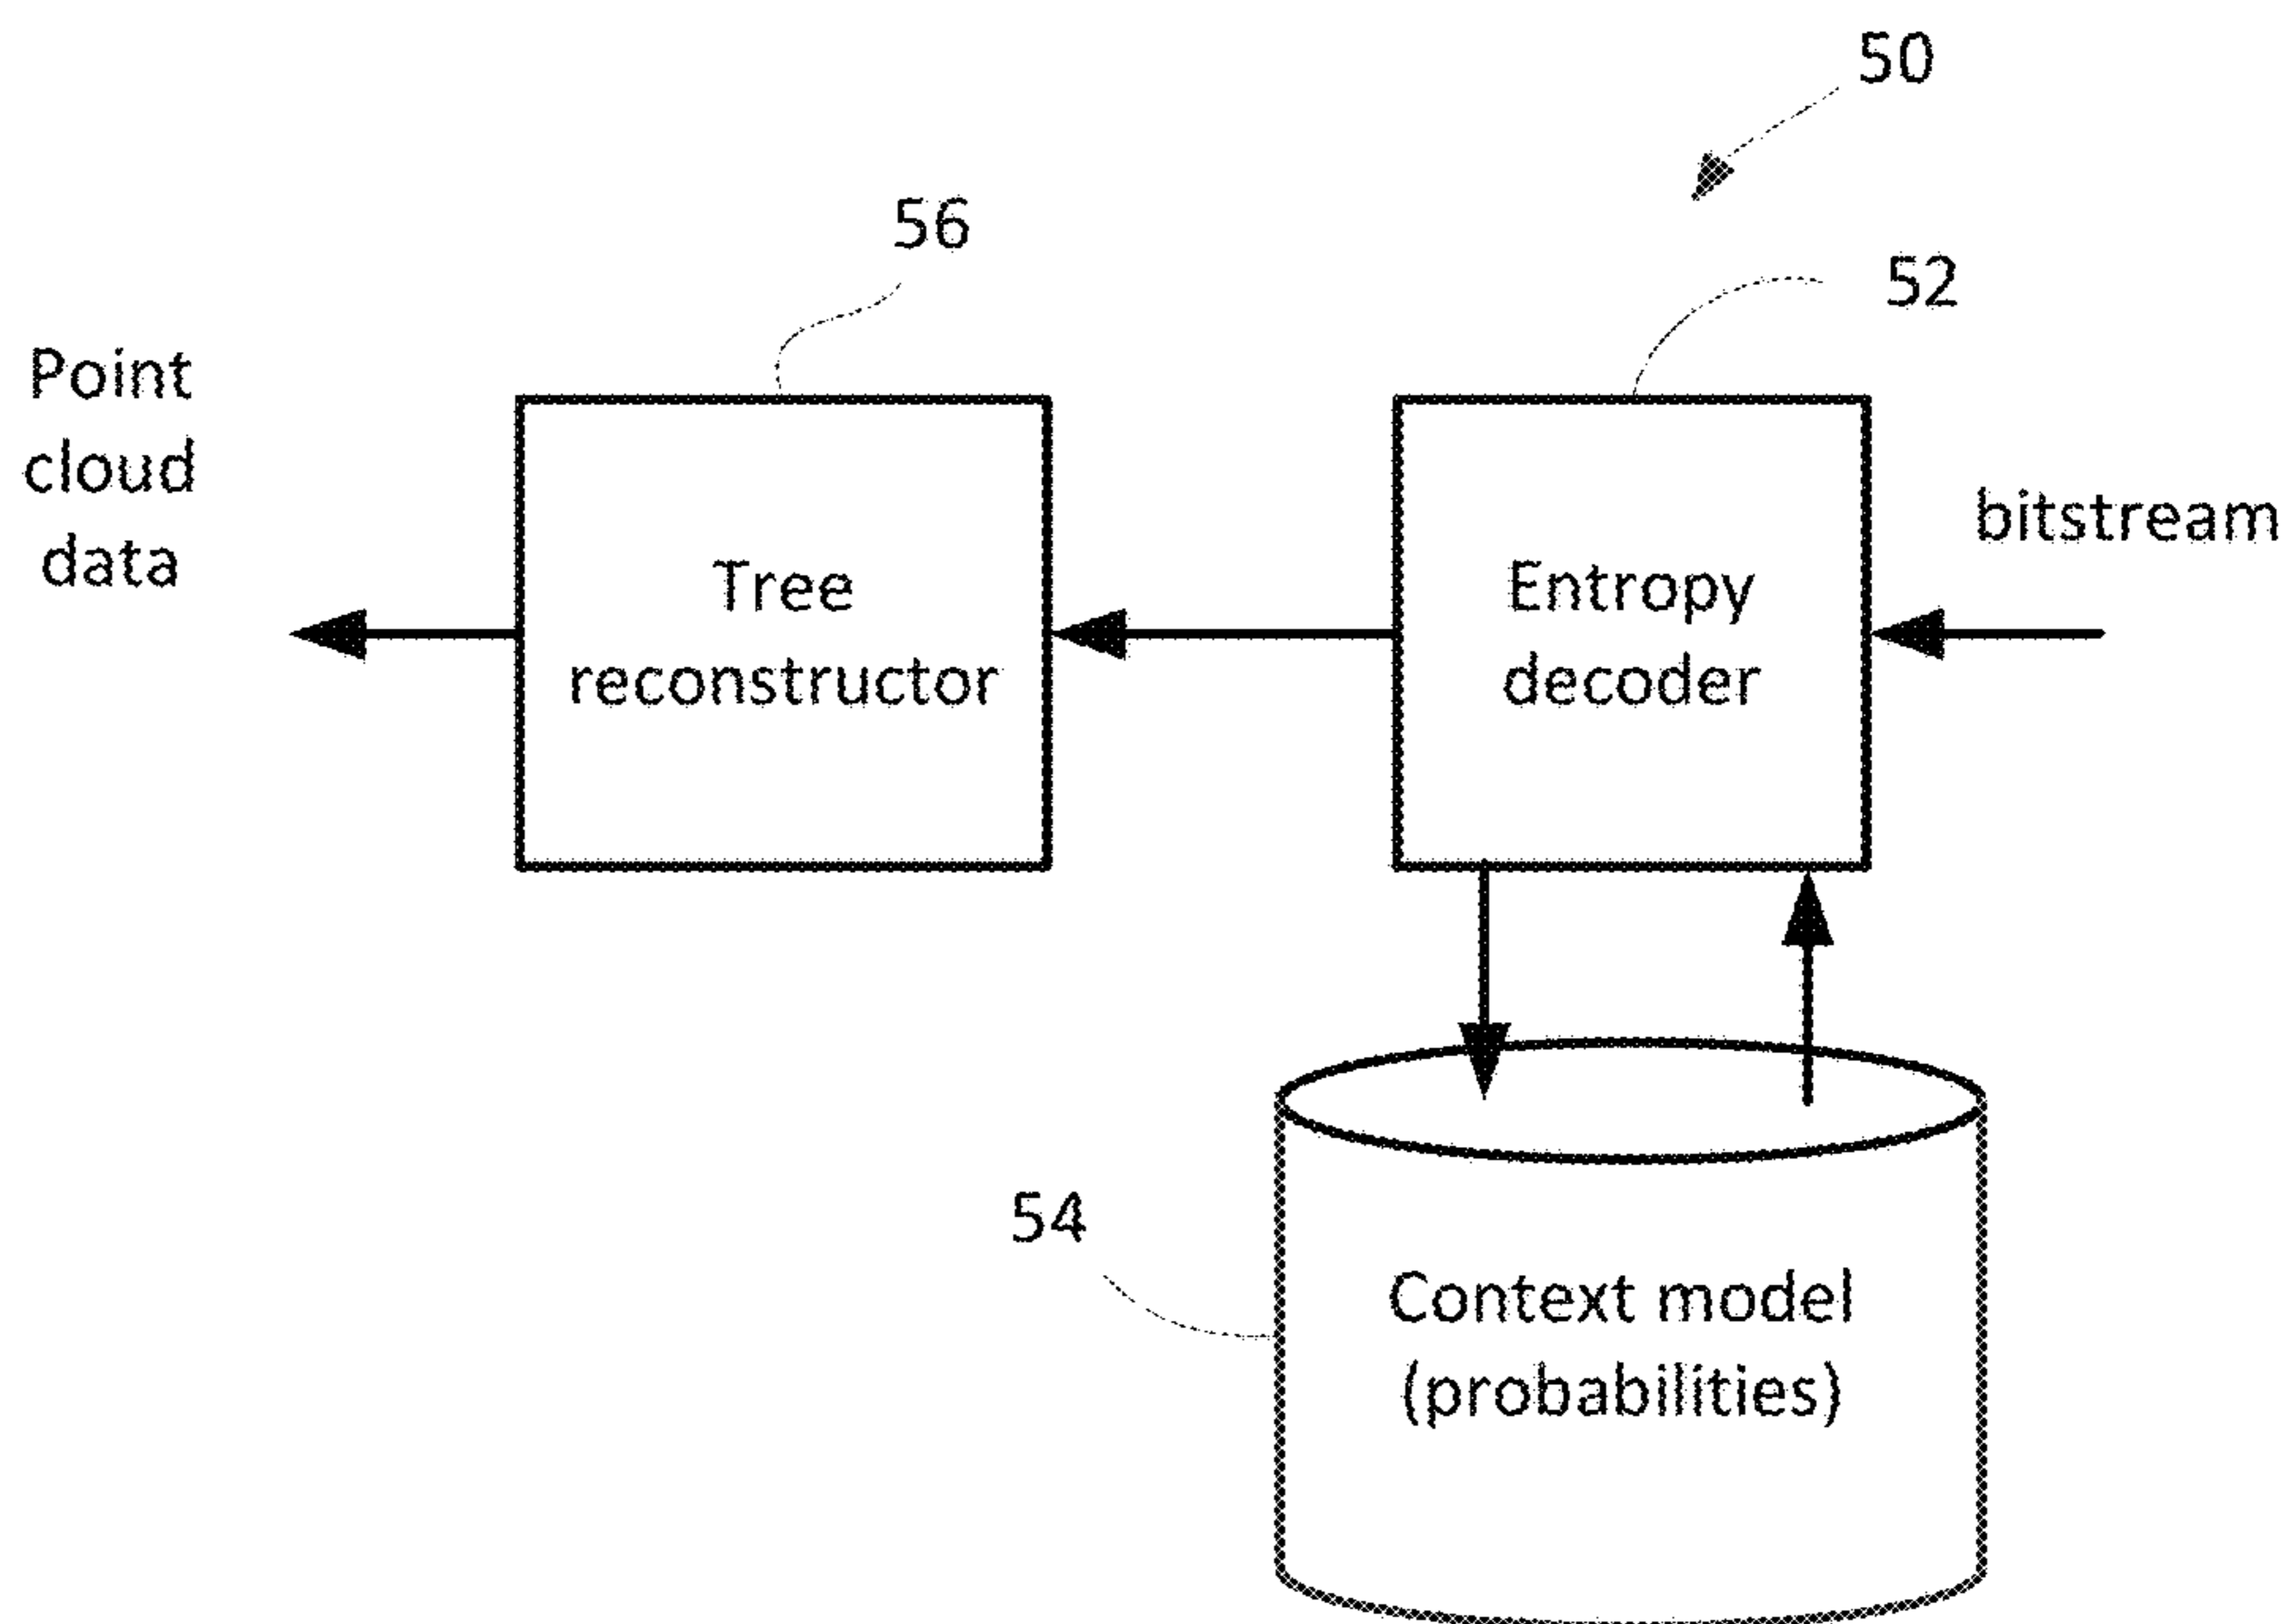 50
56
52
Point
cloud
data
bitstream
Tree
reconstructor
Entropy
decoder
54
Context model
(probabilities)